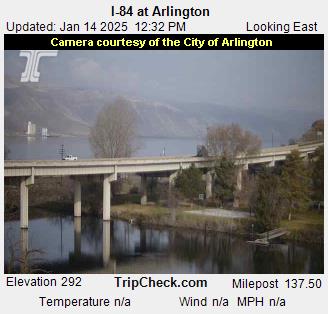 I-84 at Arlington
Updated: Jan 14 2025 12:32 PM Looking East
Camera courtesy of the City of Arlington
Elevation 292 TripCheck.com Milepost 137.50
Temperature n/a Wind n/a MPH n/a